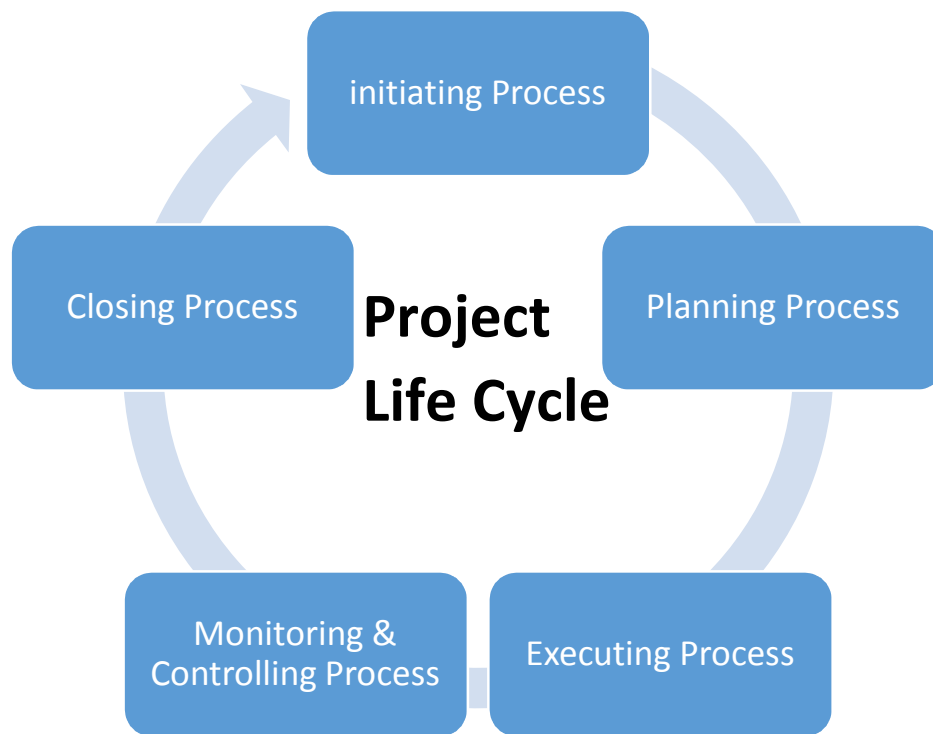 initiating Process
Planning Process
Executing Process
Monitoring &
Controlling Process
Closing Process
Project
Life Cycle